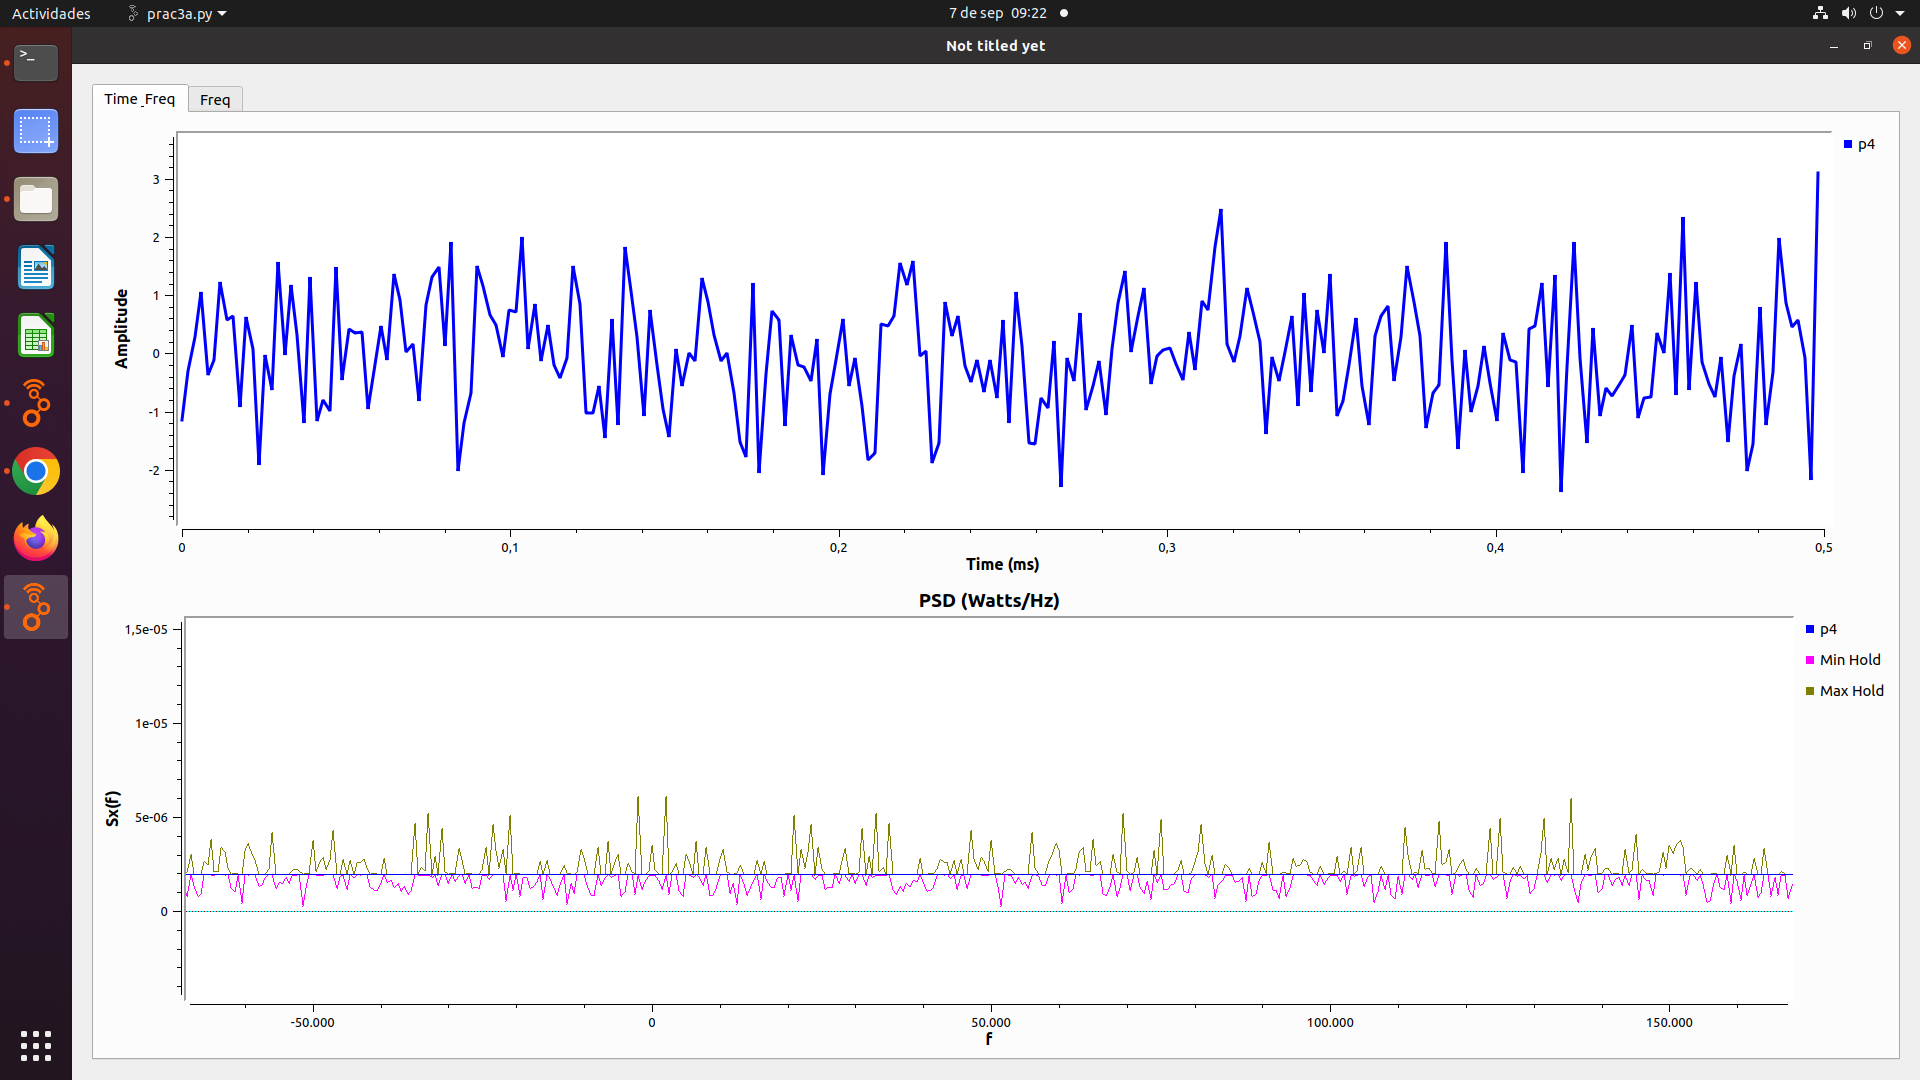 Actividades prac3a.py 7 de sep 09:22
Not titled yet
>_
Time_Freq Freq
3
2
1
0
-1
-2
Amplitude
p4
0 0,1 0,2 0,3 0,4 0,5
Time (ms)
PSD (Watts/Hz)
1,5e-05
1e-05
5e-06
0
Sx(f)
p4
Min Hold
Max Hold
-50.000 0 50.000 100.000 150.000
f